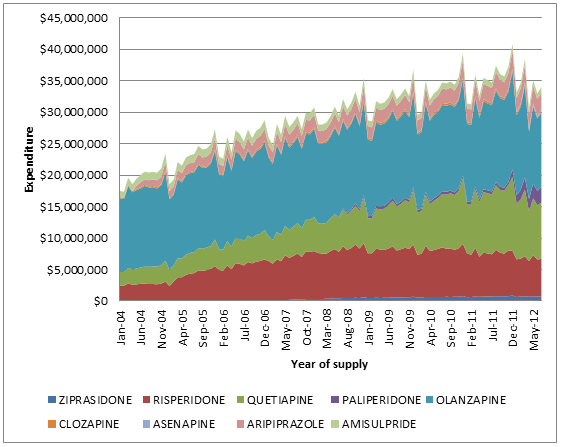 $45,000,000
$40,000,000
$35,000,000
$30,000,000
$25,000,000
$20,000,000
$15,000,000
$10,000,000
$5,000,000
$0
Expenditure
Jan-04
Jun-04
Nov-04
Apr-05
Sep-05
Feb-06
Jul-06
Dec-06
May-07
Oct-07
Mar-08
Aug-08
Jan-09
Jun-09
Nov-09
Apr-10
Sep-10
Feb-11
Jul-11
Dec-11
May-12
Year of supply
ZIPRASIDONE RISPERIDONE QUETIAPINE PALIPERIDONE OLANZAPINE
CLOZAPINE ASENAPINE ARIPIPRAZOLE AMISULPRIDE